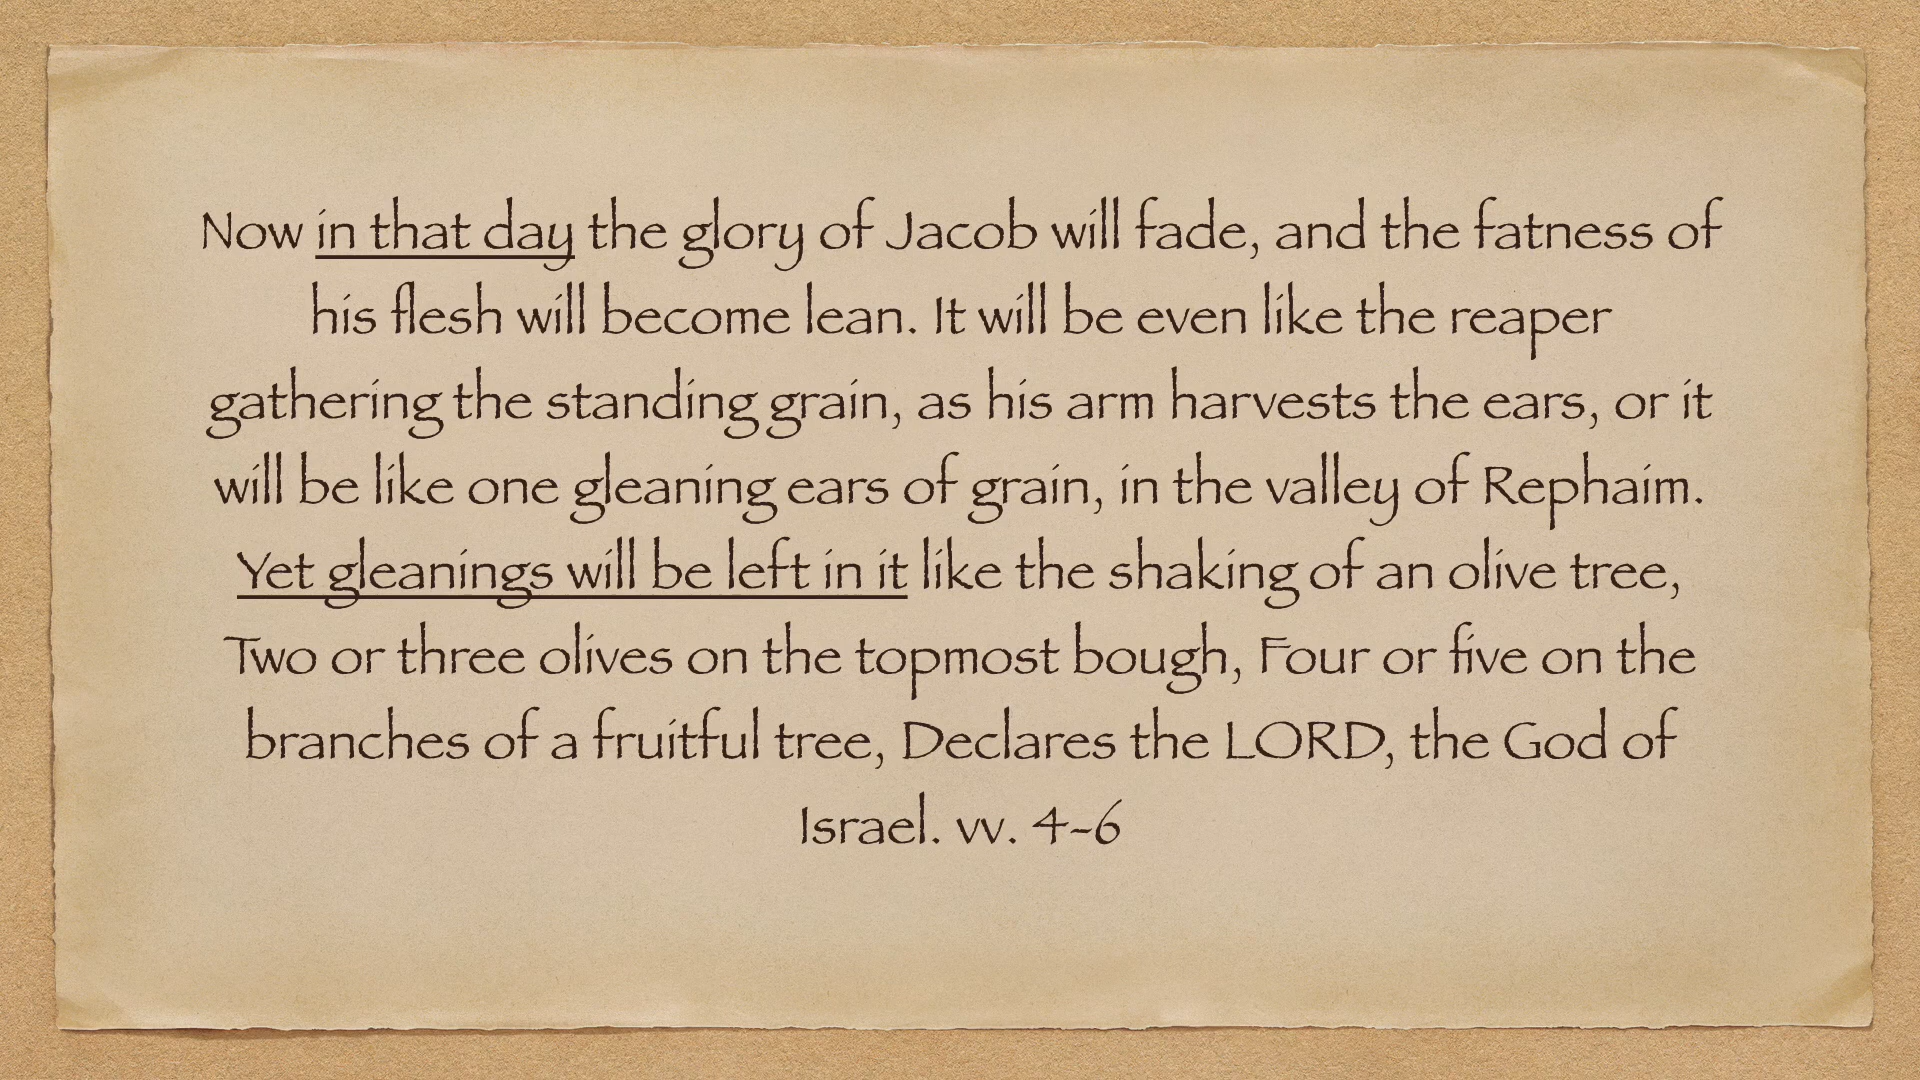 Now in that day the glory of Jacob will fade, and the fatness of
his flesh will become lean. It will be even like the reaper
gathering the standing grain, as his arm harvests the ears, or it
will be like one gleaning ears of grain, in the valley of Rephaim.
Yet gleanings will be left in it like the shaking of an olive tree,
Two or three olives on the topmost bough, Four or five on the
branches of a fruitful tree, Declares the LORD, the God of
Israel. vv. 4-6